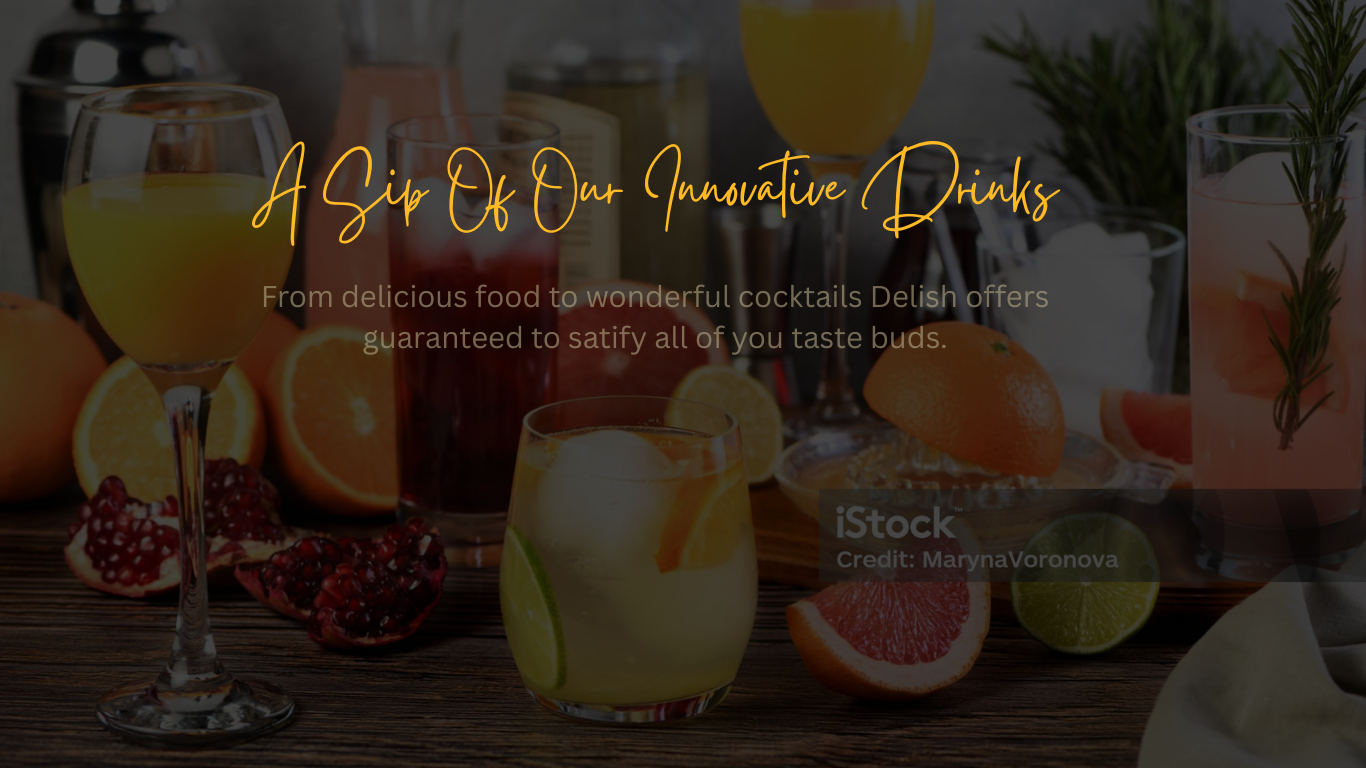 A Sip Of Our Innovative Drinks
From delicious food to wonderful cocktails Delish offers
guaranteed to satify all of you taste buds.
iStock™
Credit: MarynaVoronova